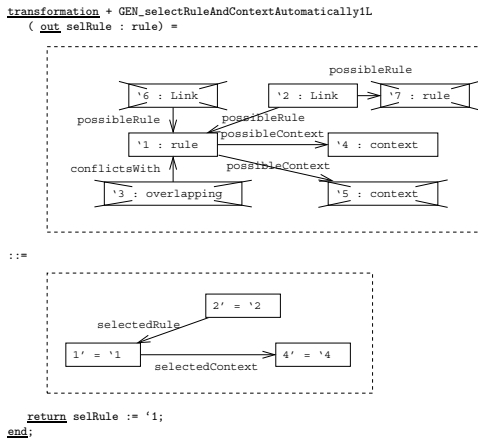 transformation + GEN_selectRuleAndContextAutomatically1L
( out selRule : rule) =
possibleRule
‘6 : Link
‘2 : Link
‘7 : rule
possibleRule
possibleRule
possibleContext
‘1 : rule
‘4 : context
conflictsWith
possibleContext
‘3 : overlapping
‘5 : context
::=
2’ = ‘2
selectedRule
1’ = ‘1
4’ = ‘4
selectedContext
return selRule := ‘1;
end;